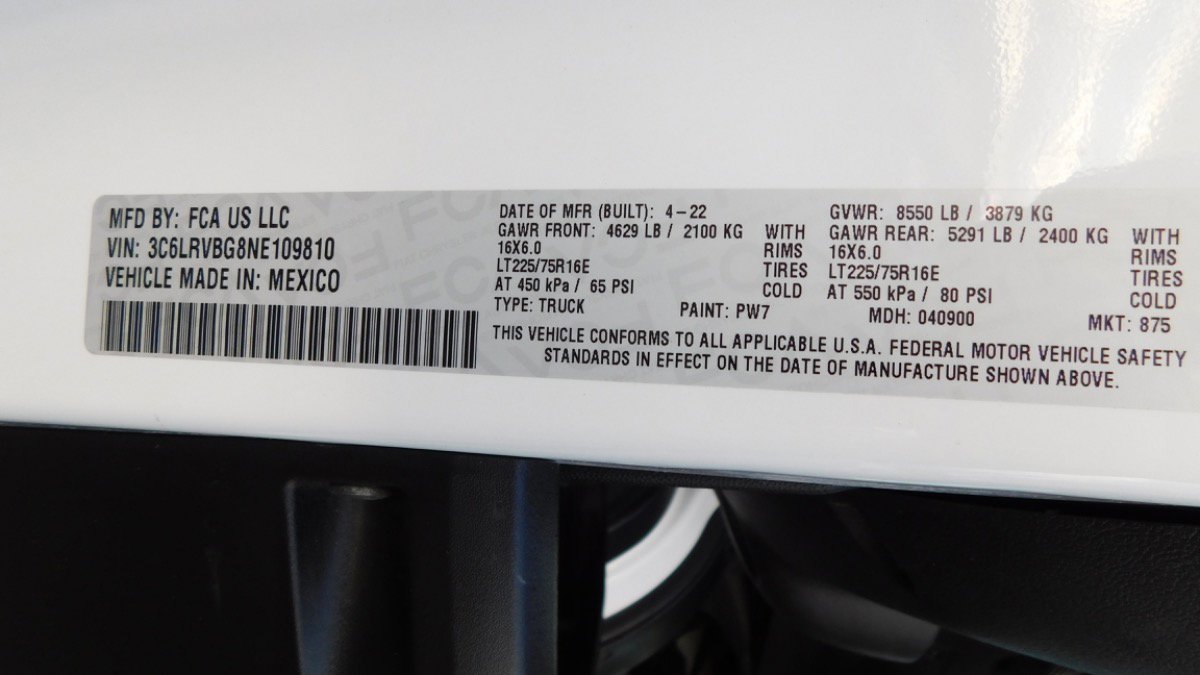 MFD BY: FCA US LLC
VIN: 3C6LRVBG8NE109810
VEHICLE MADE IN: MEXICO
DATE OF MFR (BUILT): 4-22
GAWR FRONT: 4629 LB / 2100 KG WITH
16X6.0 RIMS
LT225/75R16E TIRES
AT 450 kPa / 65 PSI COLD
GVWR: 8550 LB / 3879 KG
GAWR REAR: 5291 LB / 2400 KG WITH
16X6.0 RIMS
LT225/75R16E TIRES
AT 550 kPa / 80 PSI COLD
TYPE: TRUCK PAINT: PW7 MDH: 040900 MKT: 875
THIS VEHICLE CONFORMS TO ALL APPLICABLE U.S.A. FEDERAL MOTOR VEHICLE SAFETY
STANDARDS IN EFFECT ON THE DATE OF MANUFACTURE SHOWN ABOVE.